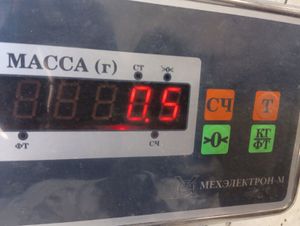 МАССА (г)
СТ >0<
0.5
ФТ СЧ
СЧ Т
>0< КГ/ФТ
МЕХЭЛЕКТРОН-М